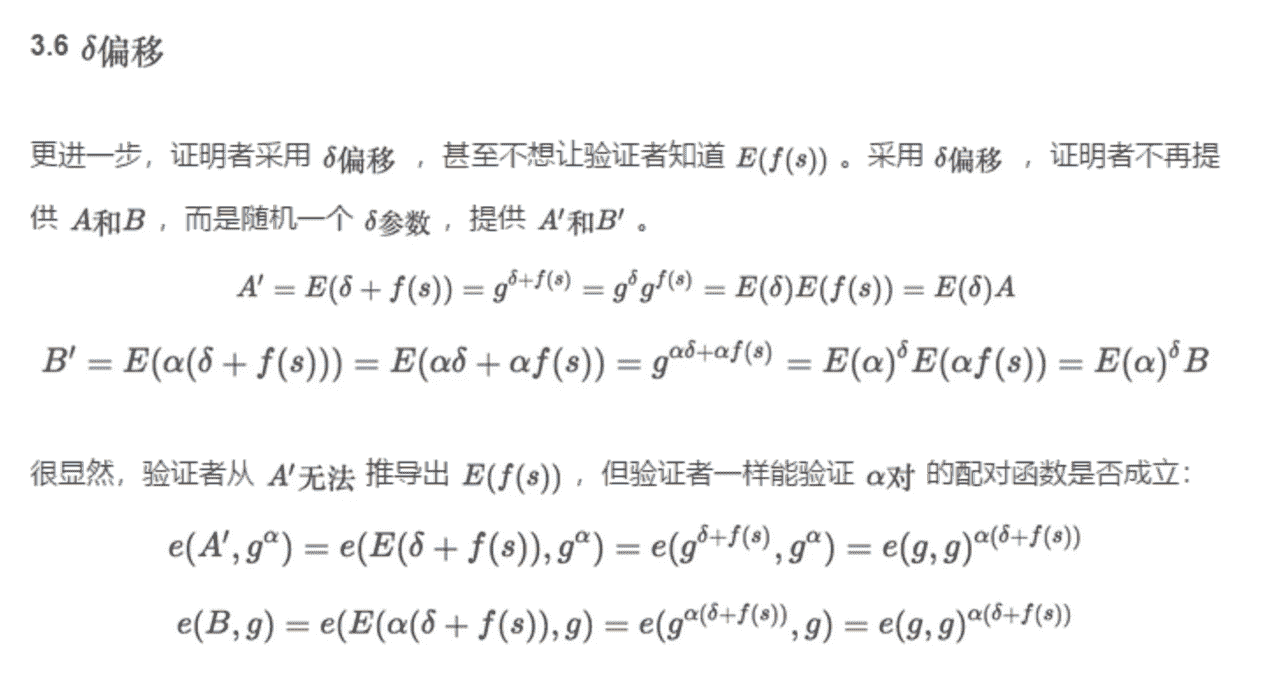 3.6 δ偏移
更进一步，证明者采用 δ偏移 ，甚至不想让验证者知道 E(f(s)) 。采用 δ偏移 ，证明者不再提
供 A和B ，而是随机一个 δ参数 ，提供 A′和B′ 。
A′ = E(δ + f(s)) = g^{δ+f(s)} = g^δ g^{f(s)} = E(δ)E(f(s)) = E(δ)A
B′ = E(α(δ + f(s))) = E(αδ + αf(s)) = g^{αδ+αf(s)} = E(α)^δ E(αf(s)) = E(α)^δ B
很显然，验证者从 A′无法 推导出 E(f(s)) ，但验证者一样能验证 α对 的配对函数是否成立：
e(A′, g^α) = e(E(δ + f(s)), g^α) = e(g^{δ+f(s)}, g^α) = e(g, g)^{α(δ+f(s))}
e(B, g) = e(E(α(δ + f(s)), g) = e(g^{α(δ+f(s))}, g) = e(g, g)^{α(δ+f(s))}